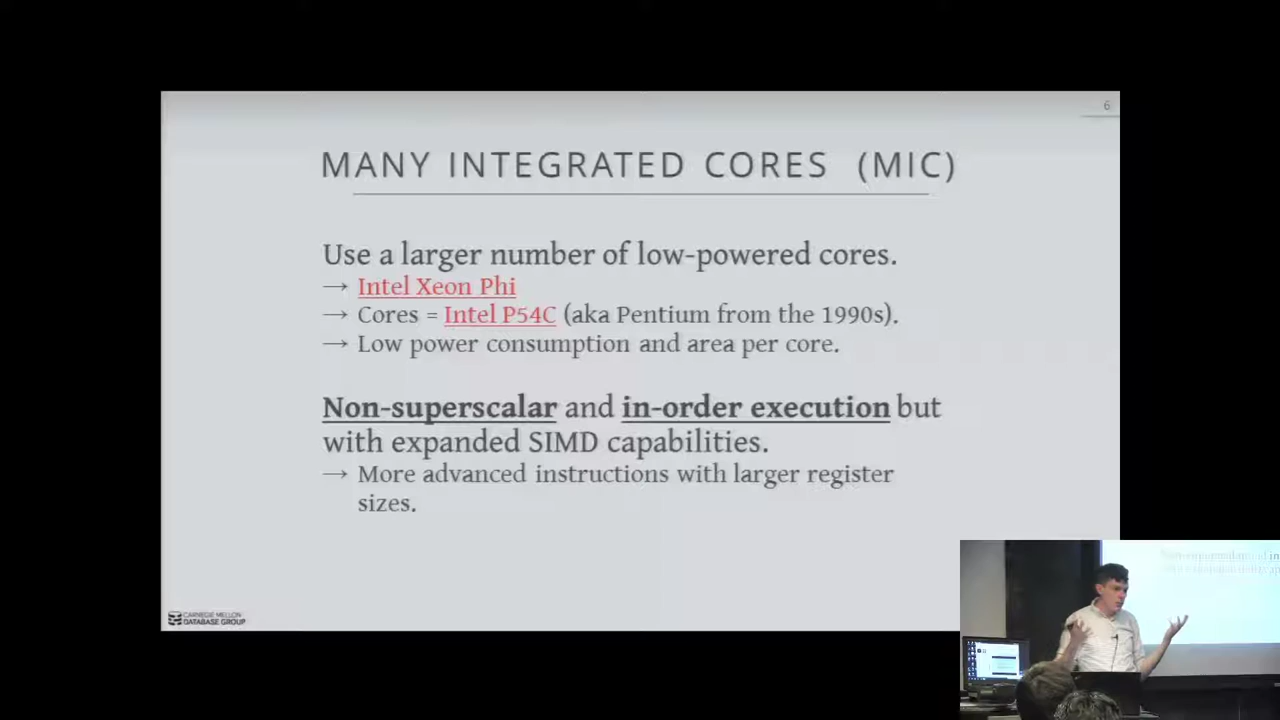 6
MANY INTEGRATED CORES (MIC)
Use a larger number of low-powered cores.
→ Intel Xeon Phi
→ Cores = Intel P54C (aka Pentium from the 1990s).
→ Low power consumption and area per core.
Non-superscalar and in-order execution but
with expanded SIMD capabilities.
→ More advanced instructions with larger register
sizes.
CARNEGIE MELLON
DATABASE GROUP